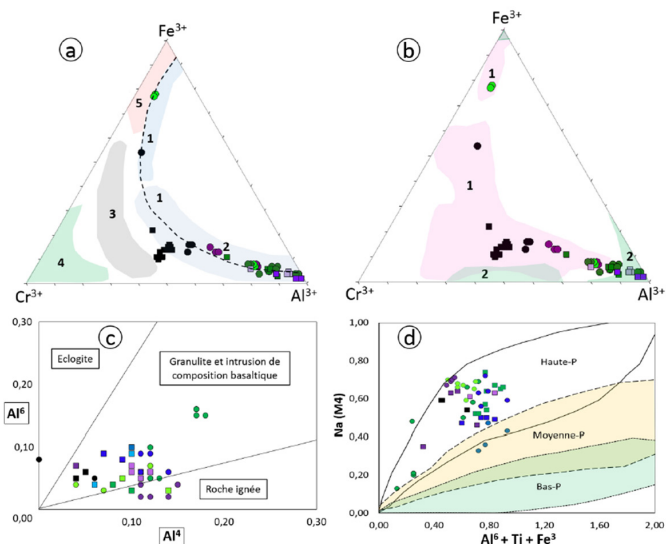 a
Fe3+
5
1
1
3
2
4
Cr3+
Al3+
b
Fe3+
1
1
2
2
Cr3+
Al3+
c
0,30
0,20
0,10
0,00
Al6
Eclogite
Granulite et intrusion de
composition basaltique
Roche ignée
0,10
0,20
0,30
Al4
d
1,00
0,80
0,60
0,40
0,20
0,00
Na (M4)
Haute-P
Moyenne-P
Bas-P
0,00
0,40
0,80
1,20
1,60
2,00
Al6 + Ti + Fe3